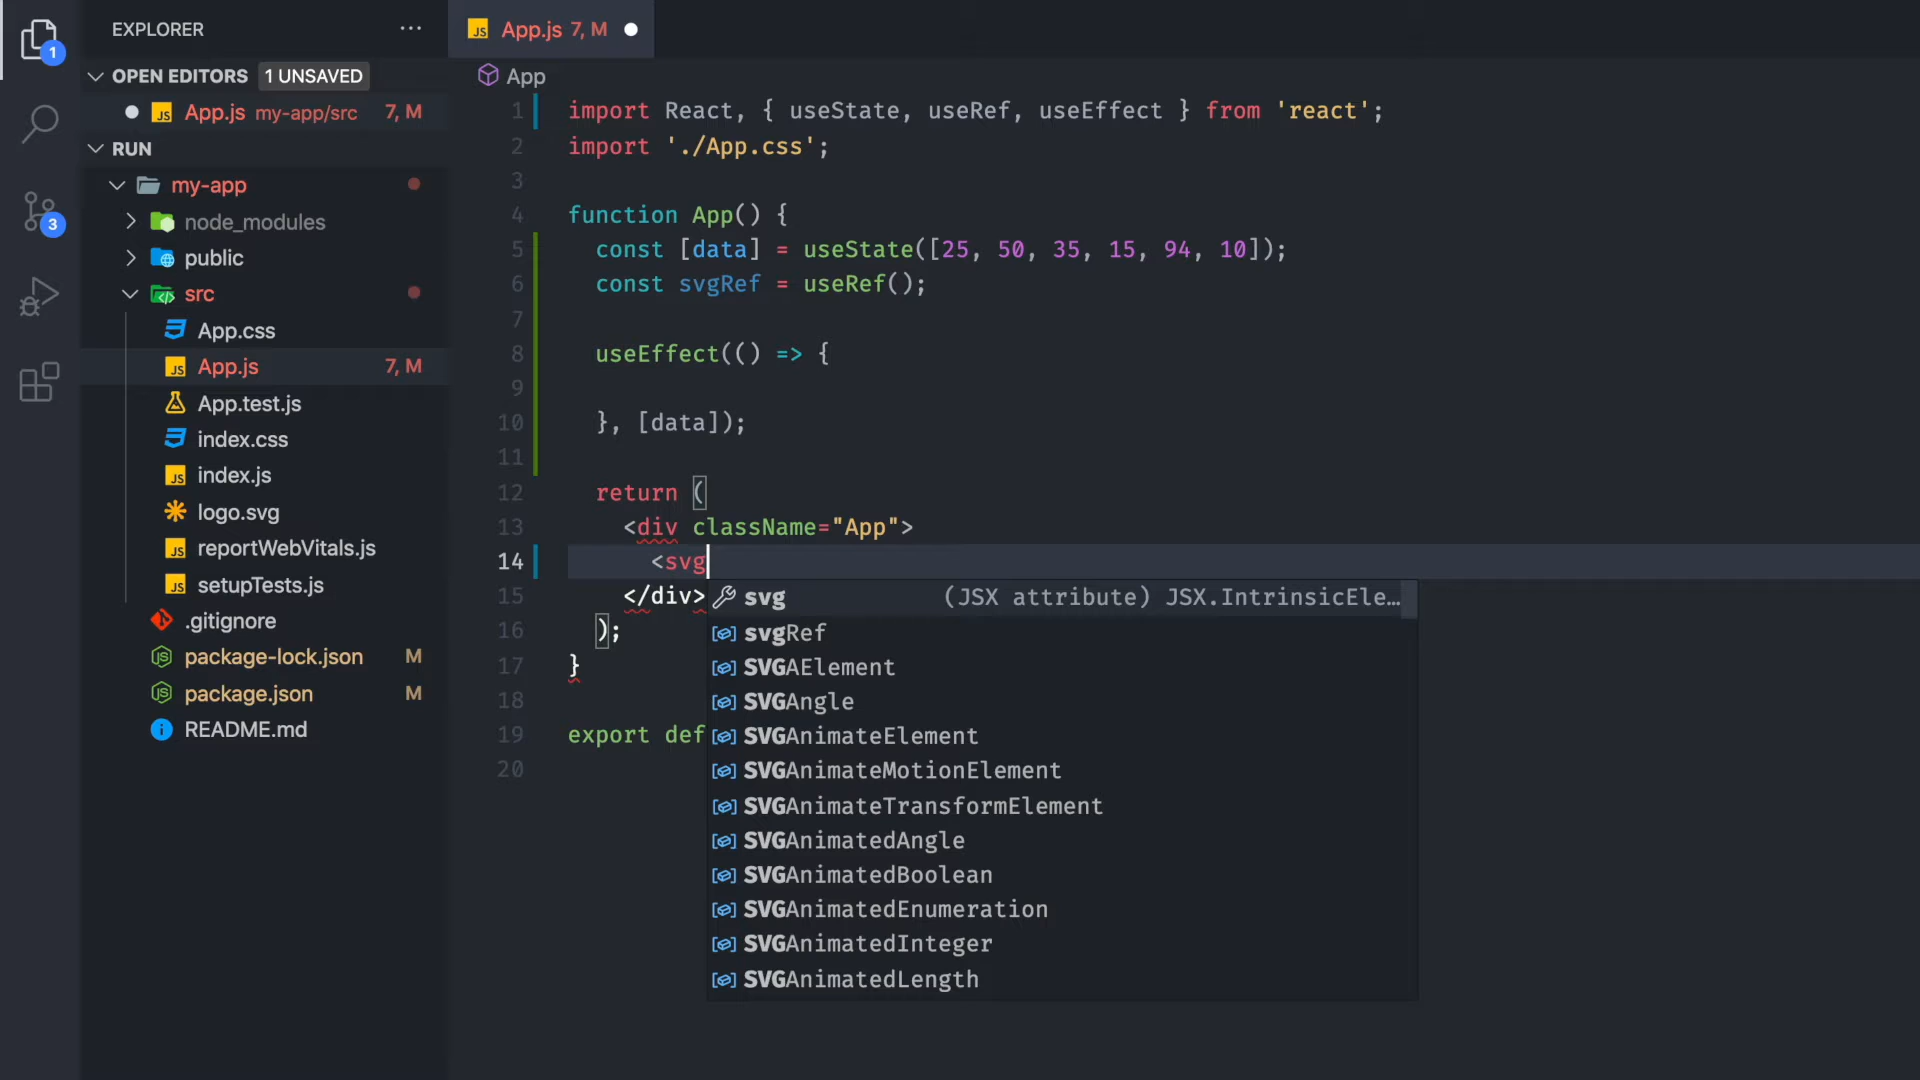 EXPLORER ...
OPEN EDITORS 1 UNSAVED
App.js my-app/src 7, M
RUN
my-app
node_modules
public
src
App.css
App.js 7, M
App.test.js
index.css
index.js
logo.svg
reportWebVitals.js
setupTests.js
.gitignore
package-lock.json M
package.json M
README.md
1
3
App.js 7, M
App
1 import React, { useState, useRef, useEffect } from 'react';
2 import './App.css';
3
4 function App() {
5 const [data] = useState([25, 50, 35, 15, 94, 10]);
6 const svgRef = useRef();
7
8 useEffect(() => {
9
10 }, [data]);
11
12 return (
13 <div className="App">
14 <svg
15 </div>
16 );
17 }
18
19 export def
20
svg (JSX attribute) JSX.IntrinsicEle…
svgRef
SVGAElement
SVGAngle
SVGAnimateElement
SVGAnimateMotionElement
SVGAnimateTransformElement
SVGAnimatedAngle
SVGAnimatedBoolean
SVGAnimatedEnumeration
SVGAnimatedInteger
SVGAnimatedLength